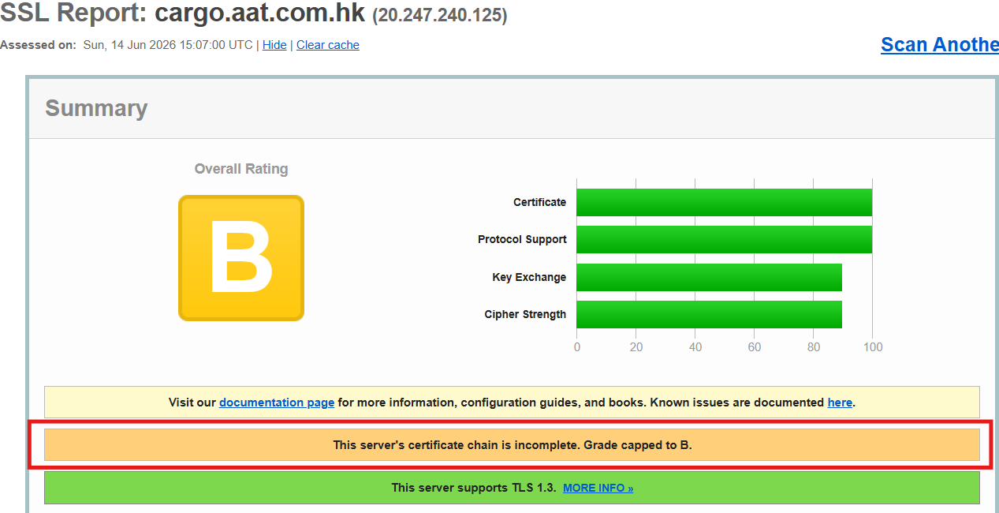 SSL Report: cargo.aat.com.hk (20.247.240.125)
Assessed on: Sun, 14 Jun 2026 15:07:00 UTC | Hide | Clear cache
Scan Anothe
Summary
Overall Rating
B
Certificate
Protocol Support
Key Exchange
Cipher Strength
0 20 40 60 80 100
Visit our documentation page for more information, configuration guides, and books. Known issues are documented here.
This server's certificate chain is incomplete. Grade capped to B.
This server supports TLS 1.3. MORE INFO »